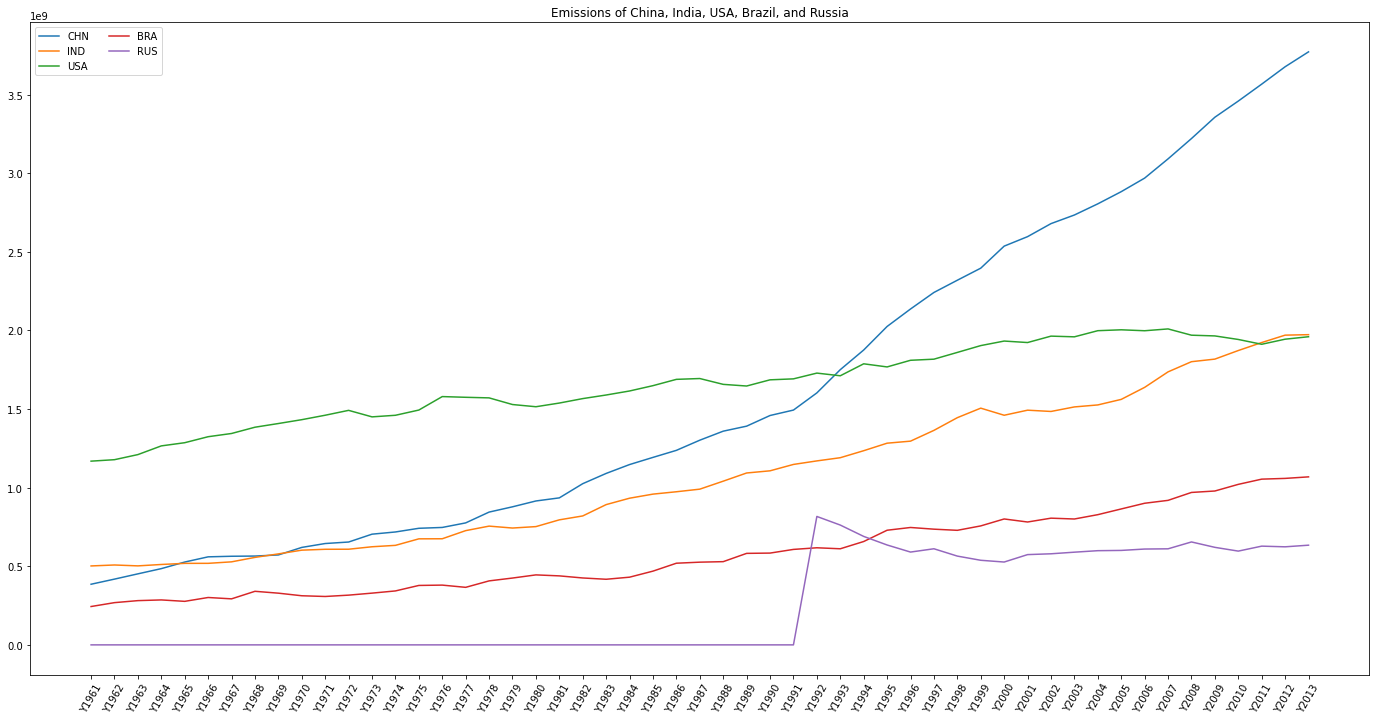 Emissions of China, India, USA, Brazil, and Russia
1e9
CHN BRA
IND RUS
USA
3.5
3.0
2.5
2.0
1.5
1.0
0.5
0.0
Y1961 Y1962 Y1963 Y1964 Y1965 Y1966 Y1967 Y1968 Y1969 Y1970 Y1971 Y1972 Y1973 Y1974 Y1975 Y1976 Y1977 Y1978 Y1979 Y1980 Y1981 Y1982 Y1983 Y1984 Y1985 Y1986 Y1987 Y1988 Y1989 Y1990 Y1991 Y1992 Y1993 Y1994 Y1995 Y1996 Y1997 Y1998 Y1999 Y2000 Y2001 Y2002 Y2003 Y2004 Y2005 Y2006 Y2007 Y2008 Y2009 Y2010 Y2011 Y2012 Y2013